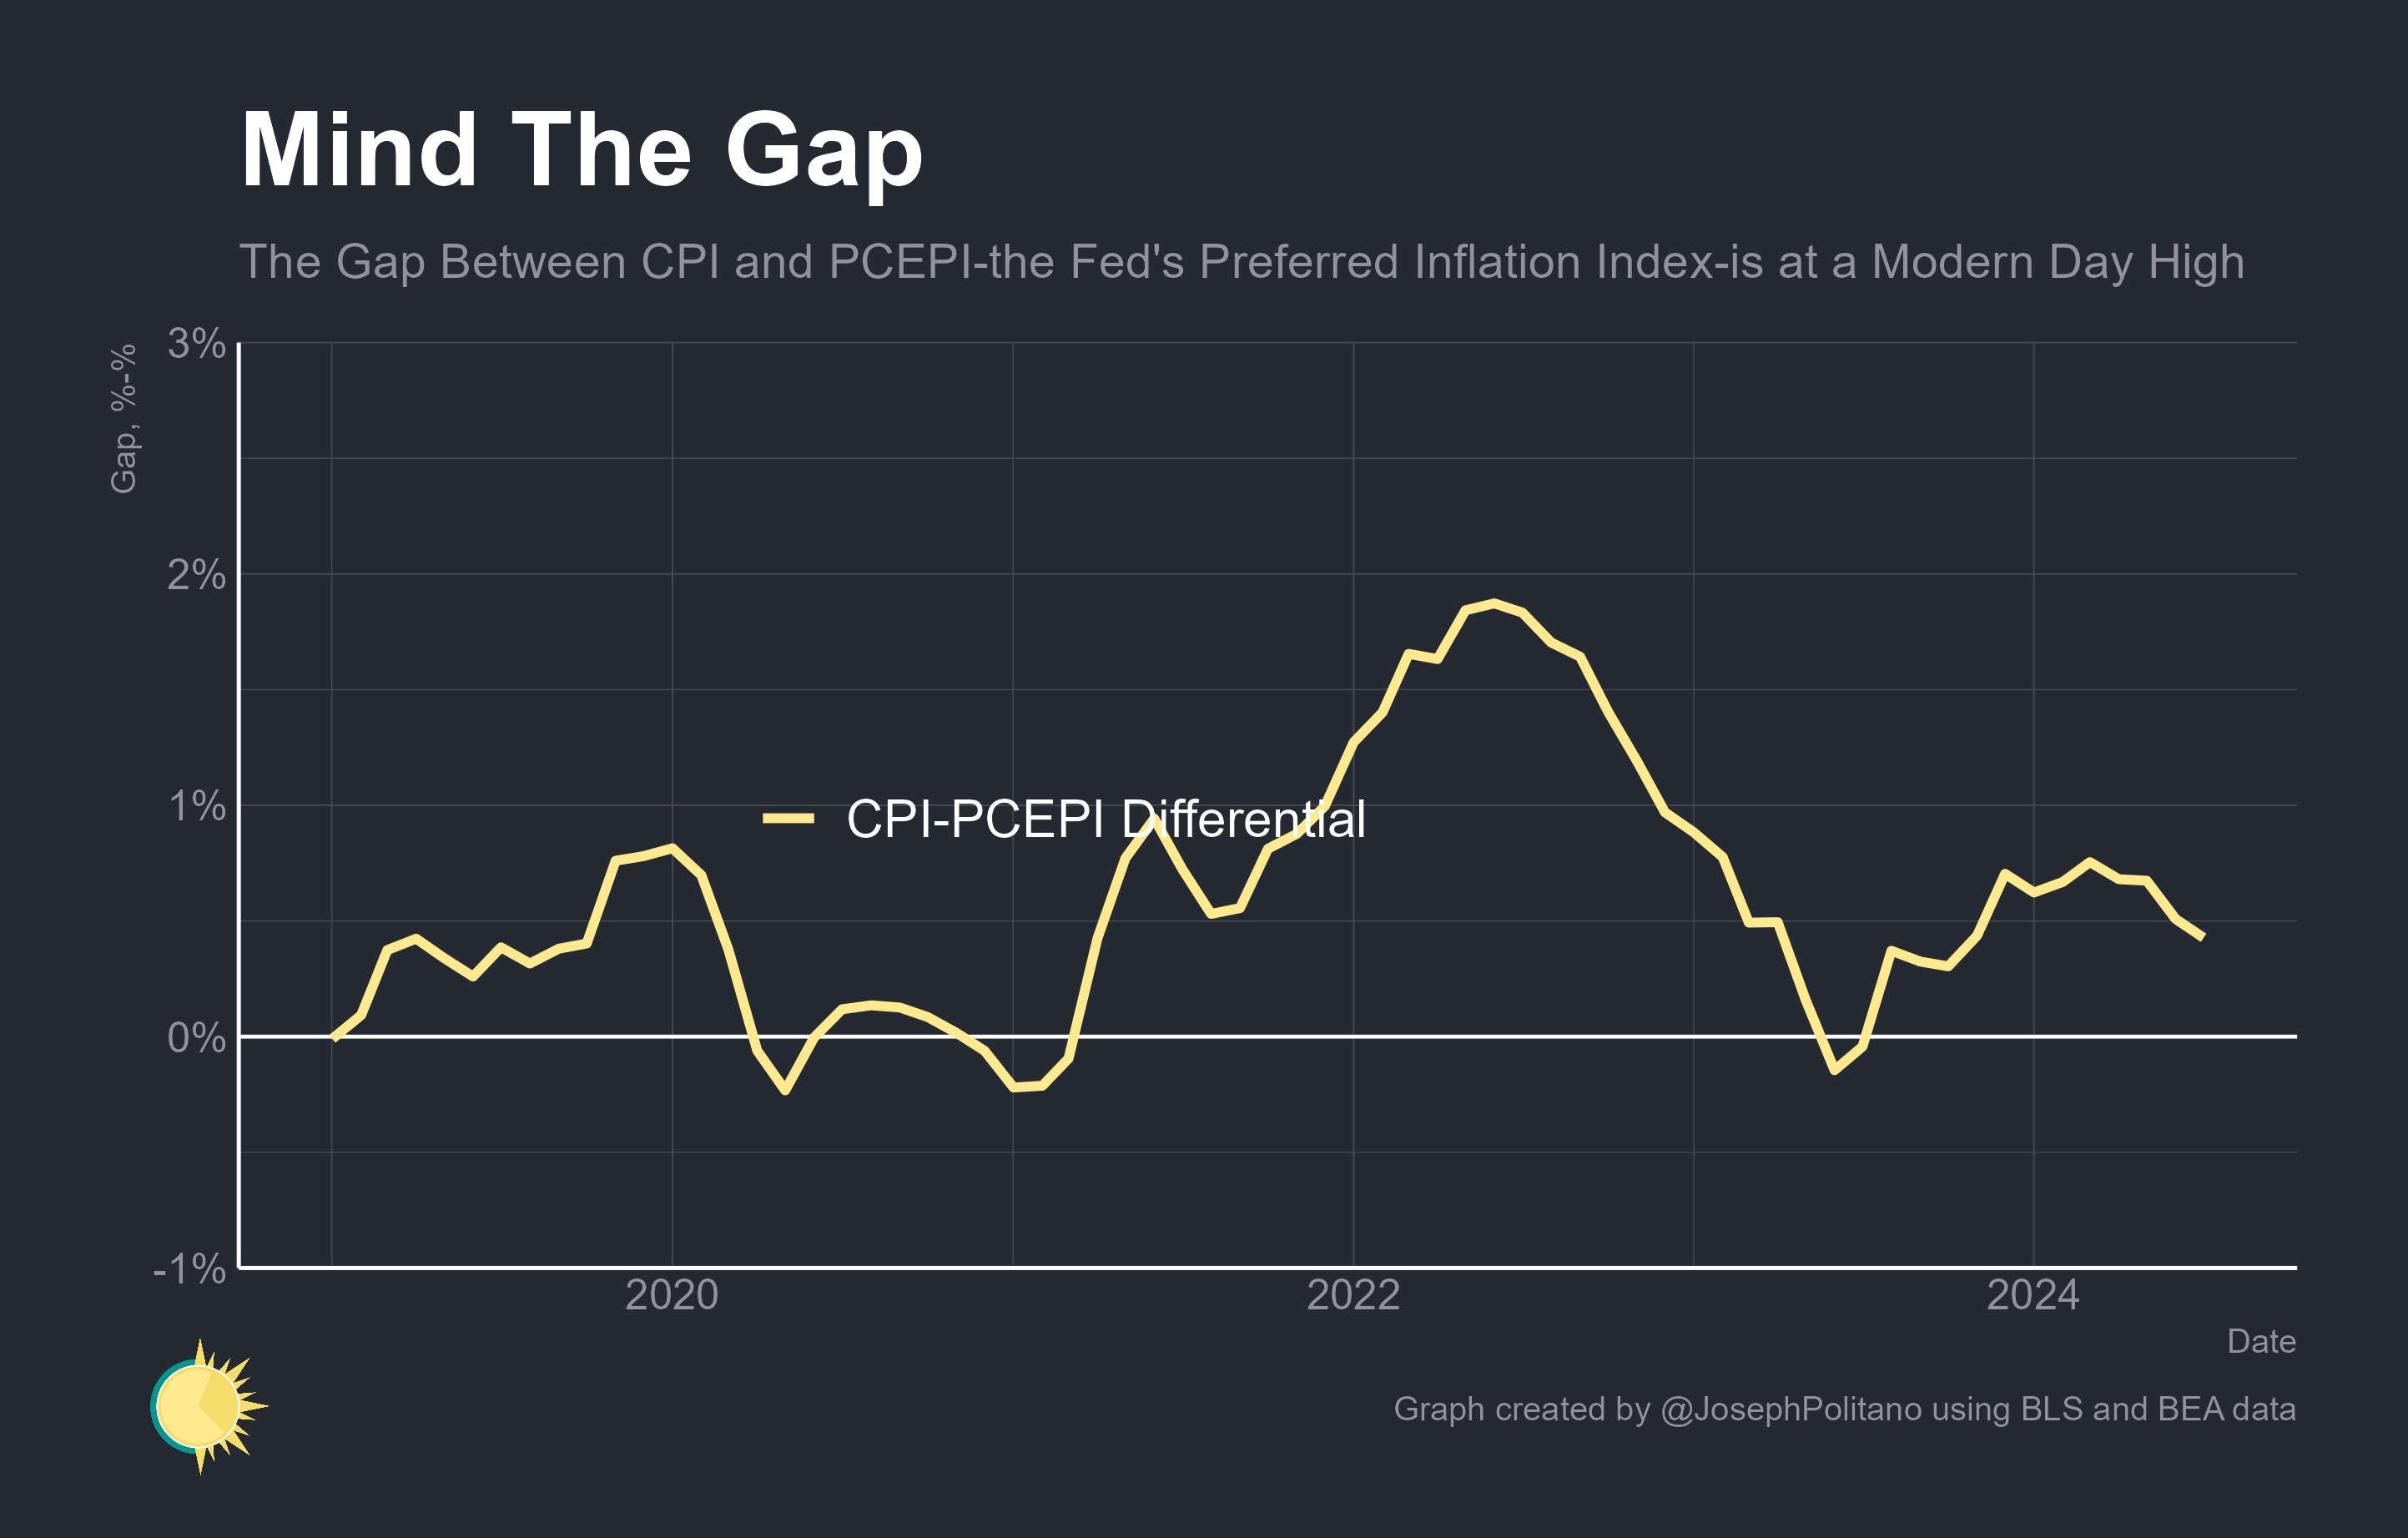 Mind The Gap
The Gap Between CPI and PCEPI-the Fed's Preferred Inflation Index-is at a Modern Day High
Gap, %-%
3%
2%
1%
0%
-1%
CPI-PCEPI Differential
2020
2022
2024
Date
Graph created by @JosephPolitano using BLS and BEA data